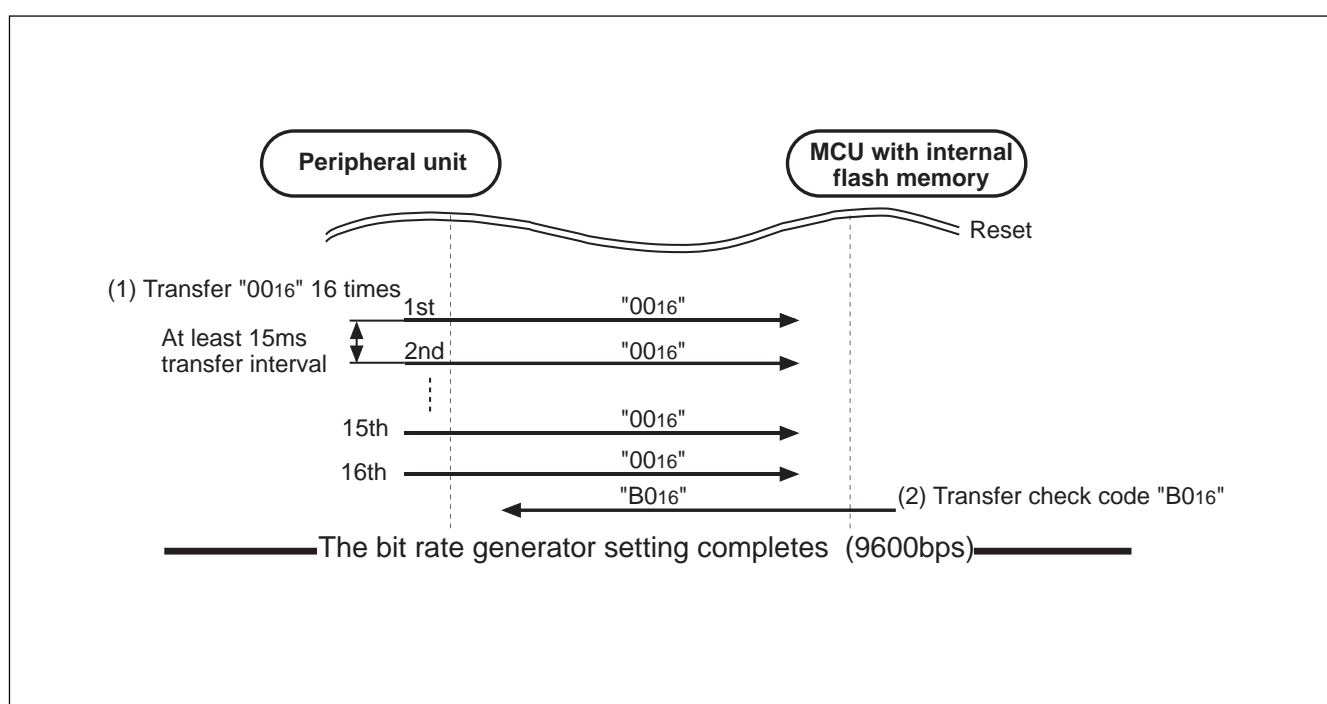 Peripheral unit
MCU with internal
flash memory
Reset
(1) Transfer "0016" 16 times
1st
"0016"
At least 15ms
transfer interval
2nd
"0016"
15th
"0016"
16th
"0016"
"B016"
(2) Transfer check code "B016"
The bit rate generator setting completes (9600bps)